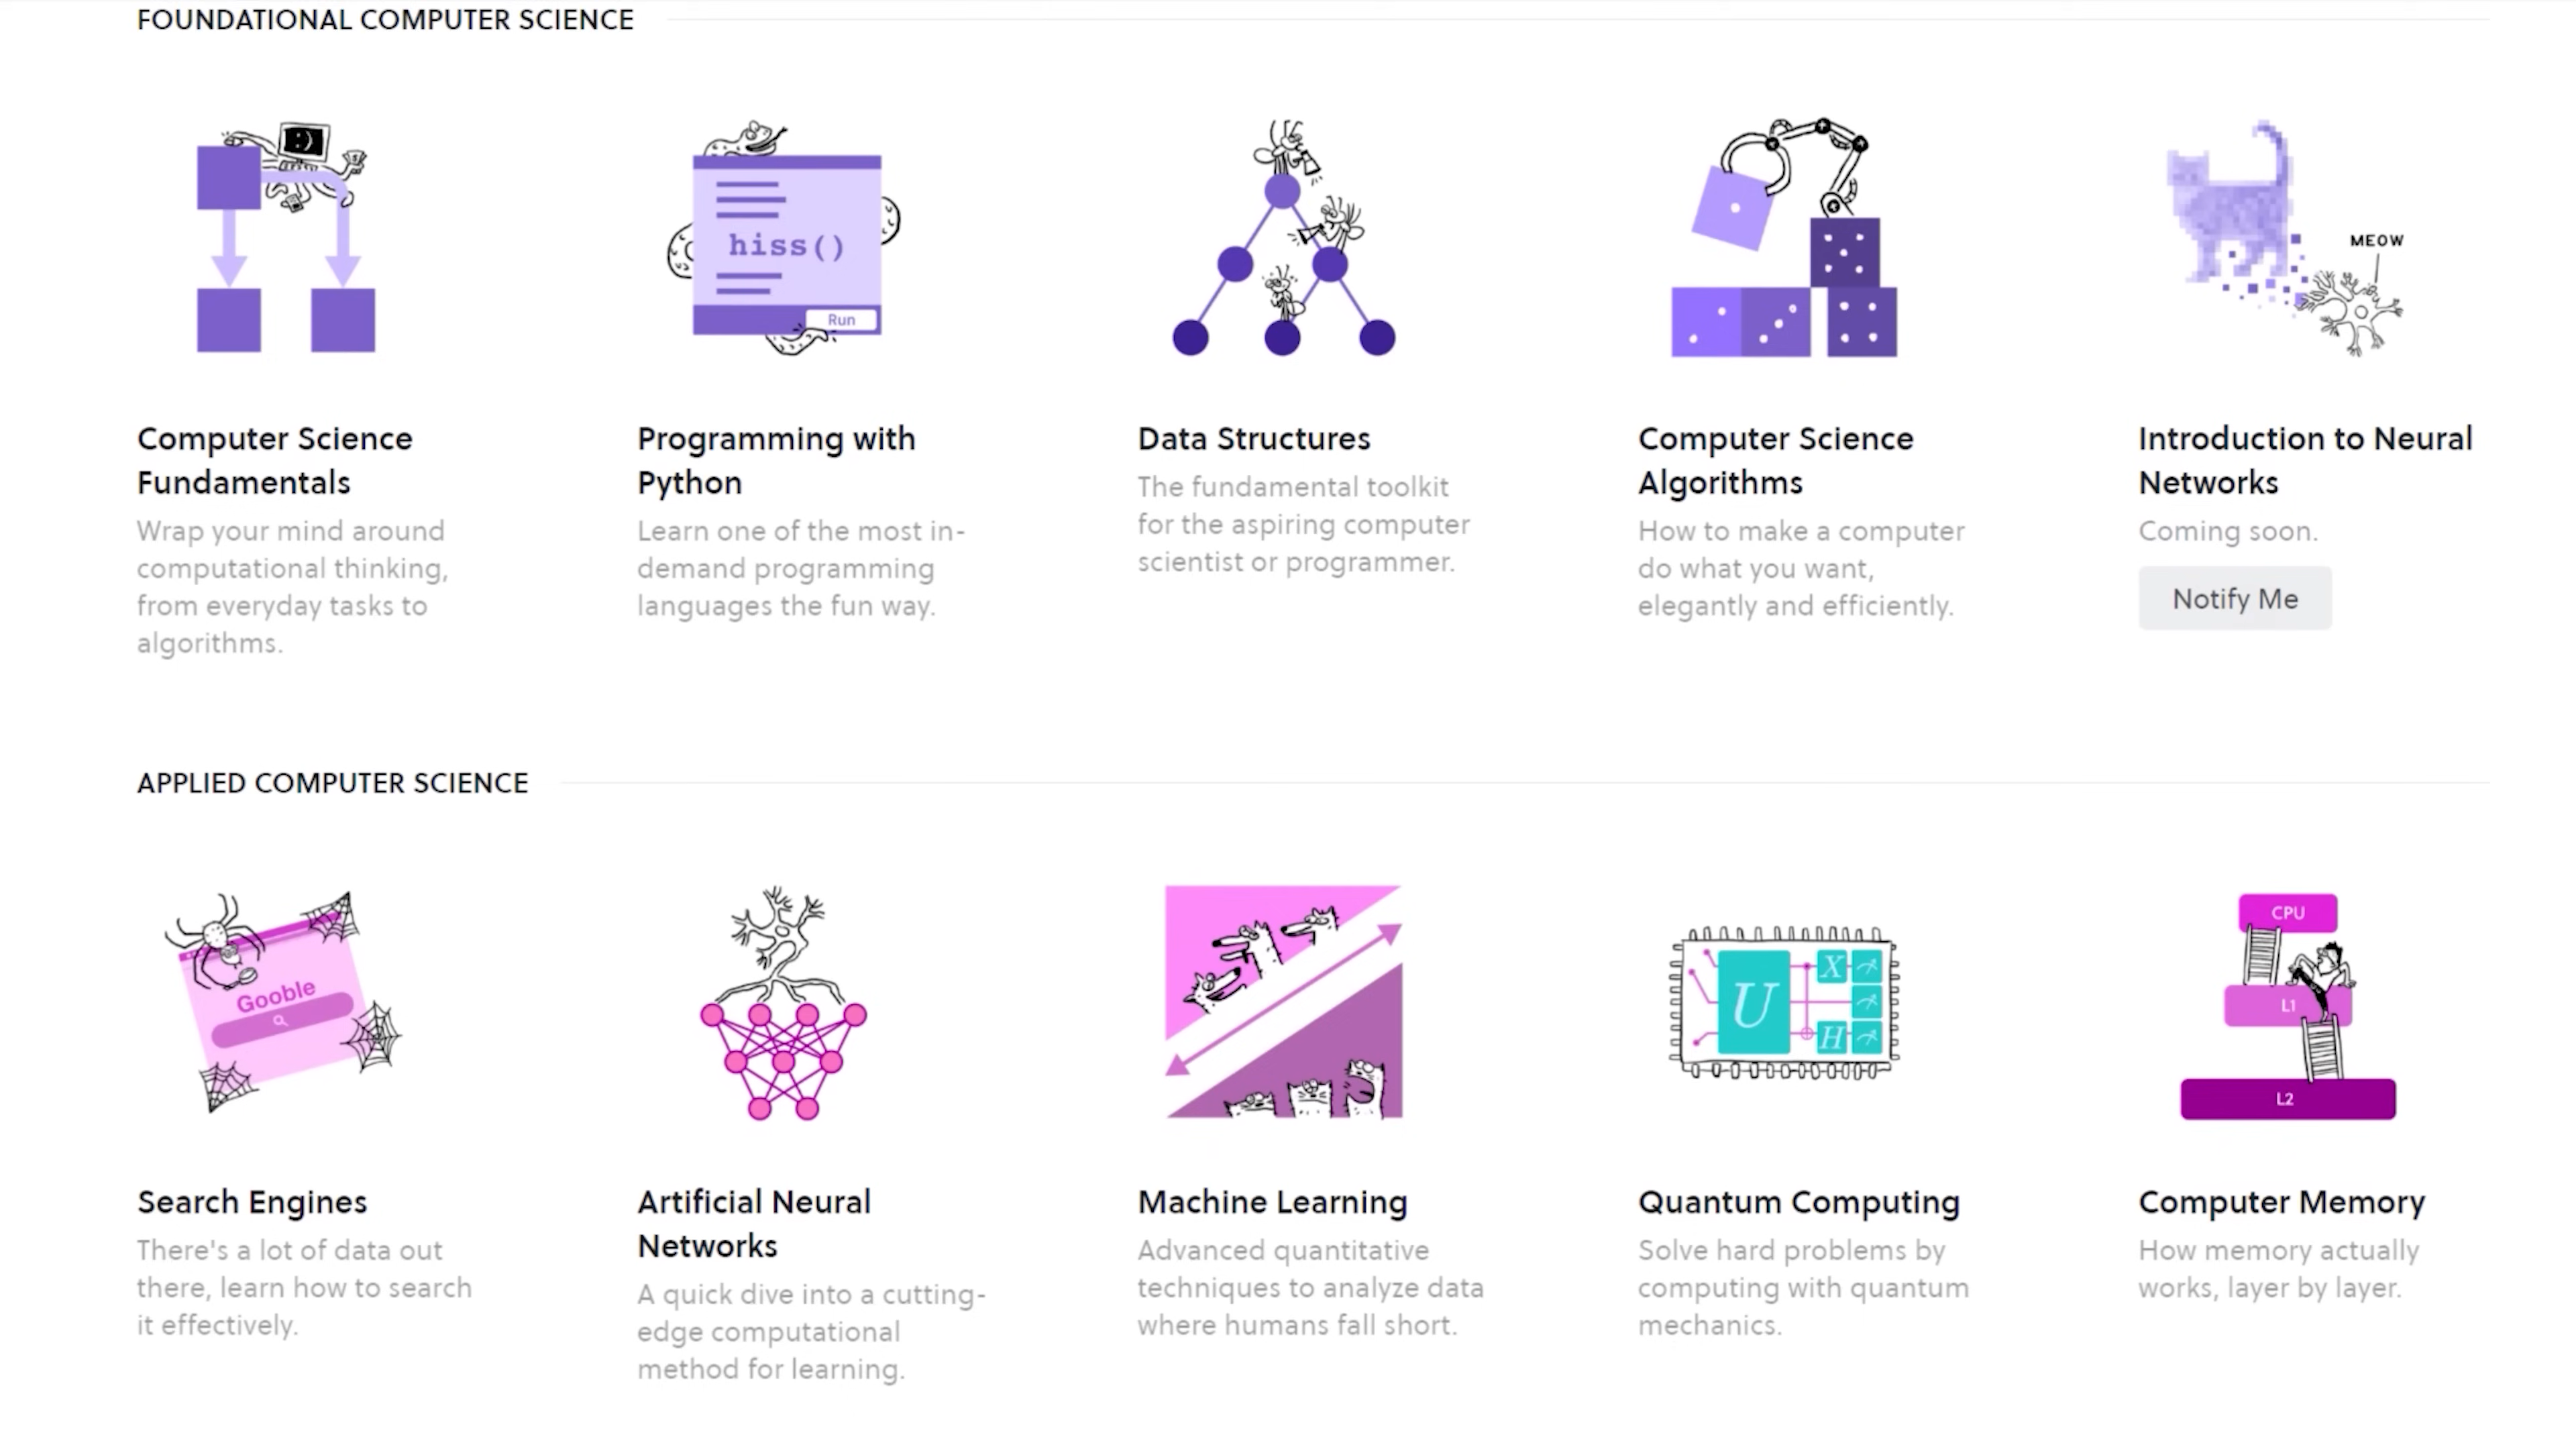 FOUNDATIONAL COMPUTER SCIENCE
hiss()
Run
MEOW
Computer Science
Fundamentals
Wrap your mind around
computational thinking,
from everyday tasks to
algorithms.
Programming with
Python
Learn one of the most in-
demand programming
languages the fun way.
Data Structures
The fundamental toolkit
for the aspiring computer
scientist or programmer.
Computer Science
Algorithms
How to make a computer
do what you want,
elegantly and efficiently.
Introduction to Neural
Networks
Coming soon.
Notify Me
APPLIED COMPUTER SCIENCE
Gooble
U
X
H
CPU
L1
L2
Search Engines
There's a lot of data out
there, learn how to search
it effectively.
Artificial Neural
Networks
A quick dive into a cutting-
edge computational
method for learning.
Machine Learning
Advanced quantitative
techniques to analyze data
where humans fall short.
Quantum Computing
Solve hard problems by
computing with quantum
mechanics.
Computer Memory
How memory actually
works, layer by layer.